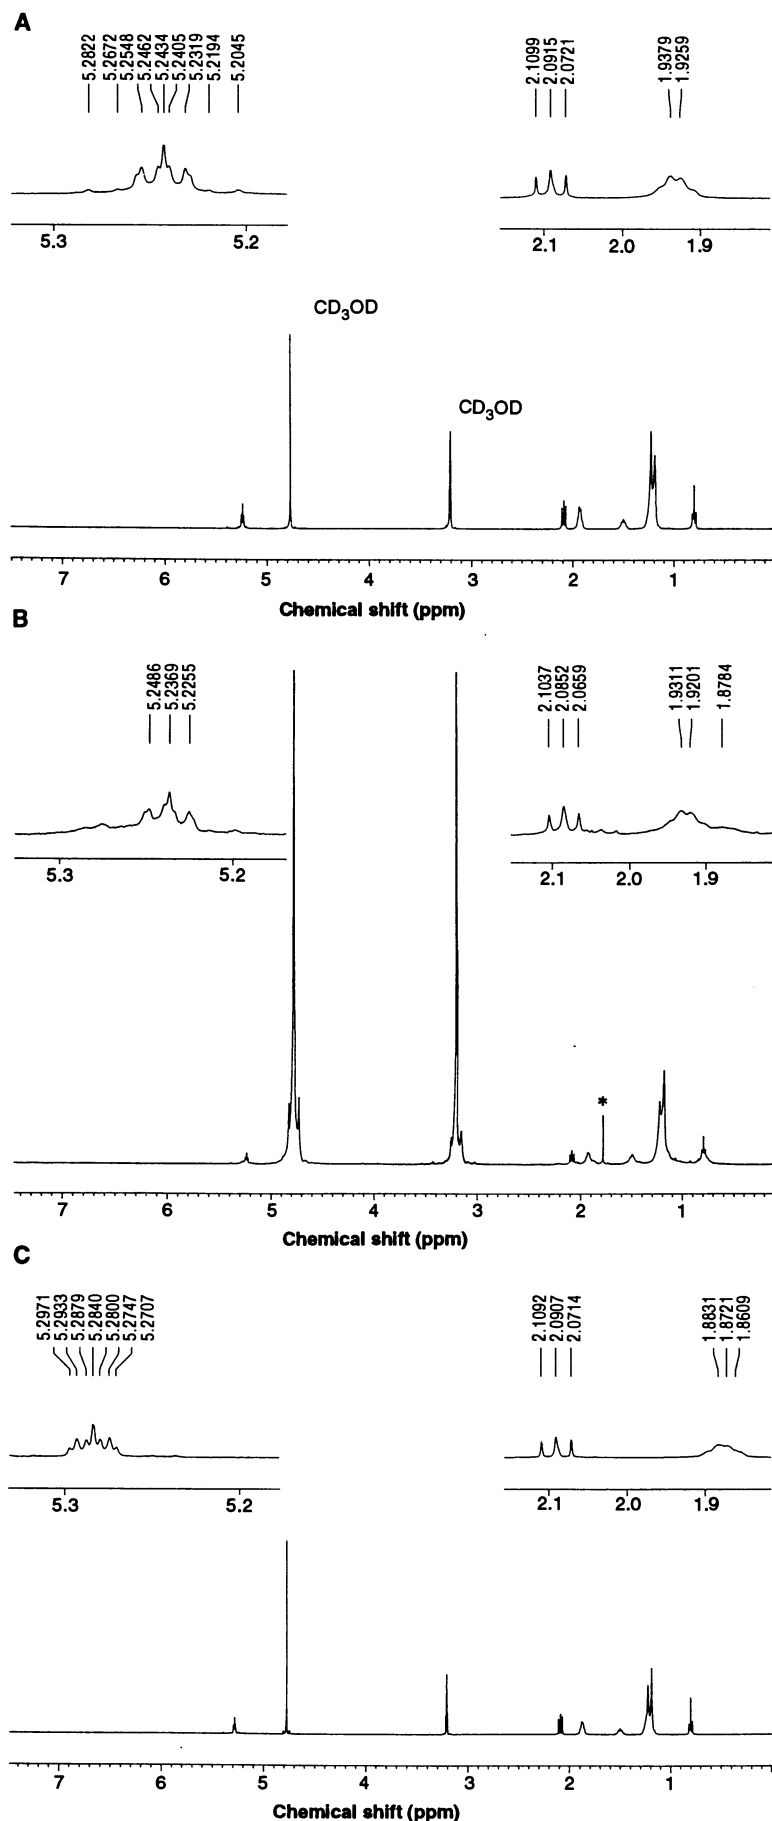 A
5.2822
5.2672
5.2548
5.2462
5.2434
5.2405
5.2319
5.2194
5.2045
2.1099
2.0915
2.0721
1.9379
1.9259
5.3 5.2
2.1 2.0 1.9
CD3OD
CD3OD
7 6 5 4 3 2 1
Chemical shift (ppm)
B
5.2486
5.2369
5.2255
2.1037
2.0852
2.0659
1.9311
1.9201
1.8784
5.3 5.2
2.1 2.0 1.9
*
7 6 5 4 3 2 1
Chemical shift (ppm)
C
5.2971
5.2933
5.2879
5.2840
5.2800
5.2747
5.2707
2.1092
2.0907
2.0714
1.8831
1.8721
1.8609
5.3 5.2
2.1 2.0 1.9
7 6 5 4 3 2 1
Chemical shift (ppm)